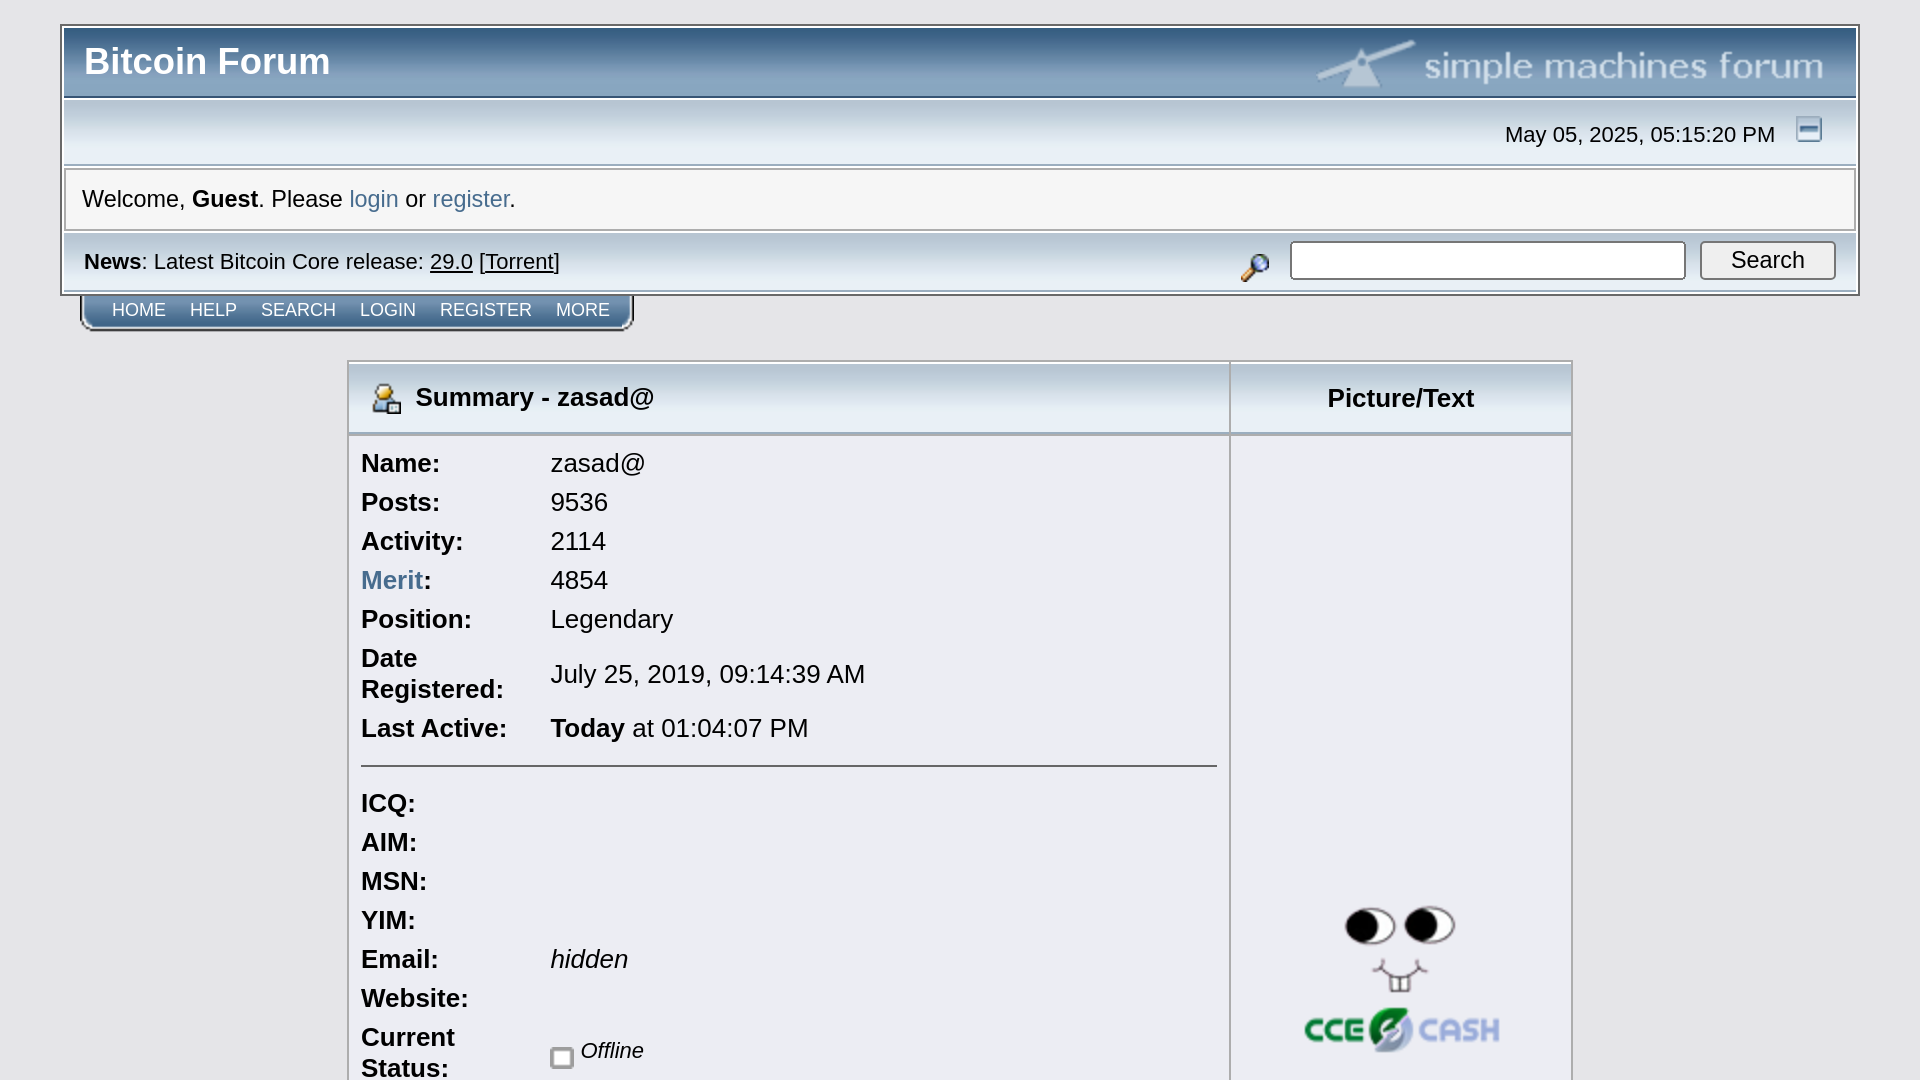 Bitcoin Forum
simple machines forum
May 05, 2025, 05:15:20 PM
Welcome, Guest. Please login or register.
News: Latest Bitcoin Core release: 29.0 [Torrent]
Search
HOME HELP SEARCH LOGIN REGISTER MORE
Summary - zasad@
Picture/Text
Name: zasad@
Posts: 9536
Activity: 2114
Merit: 4854
Position: Legendary
Date
Registered: July 25, 2019, 09:14:39 AM
Last Active: Today at 01:04:07 PM
ICQ:
AIM:
MSN:
YIM:
Email: hidden
Website:
Current
Status: Offline
CCE CASH